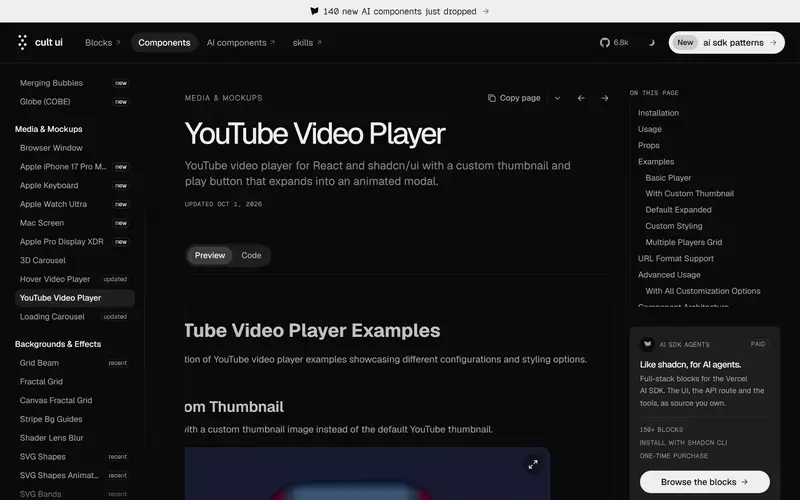 140 new AI components just dropped →
cult ui
Blocks ↗
Components
AI components ↗
skills ↗
6.8k
New ai sdk patterns →
Merging Bubbles new
Globe (COBE) new
Media & Mockups
Browser Window
Apple iPhone 17 Pro M... new
Apple Keyboard new
Apple Watch Ultra new
Mac Screen new
Apple Pro Display XDR new
3D Carousel
Hover Video Player updated
YouTube Video Player
Loading Carousel updated
Backgrounds & Effects
Grid Beam recent
Fractal Grid
Canvas Fractal Grid
Stripe Bg Guides
Shader Lens Blur
SVG Shapes recent
SVG Shapes Animat... recent
SVG Bands recent
MEDIA & MOCKUPS
Copy page
← →
YouTube Video Player
YouTube video player for React and shadcn/ui with a custom thumbnail and
play button that expands into an animated modal.
UPDATED OCT 1, 2026
Preview Code
Tube Video Player Examples
tion of YouTube video player examples showcasing different configurations and styling options.
om Thumbnail
with a custom thumbnail image instead of the default YouTube thumbnail.
ON THIS PAGE
Installation
Usage
Props
Examples
Basic Player
With Custom Thumbnail
Default Expanded
Custom Styling
Multiple Players Grid
URL Format Support
Advanced Usage
With All Customization Options
Component Architecture
AI SDK AGENTS PAID
Like shadcn, for AI agents.
Full-stack blocks for the Vercel
AI SDK. The UI, the API route and the
tools, as source you own.
150+ BLOCKS
INSTALL WITH SHADCN CLI
ONE-TIME PURCHASE
Browse the blocks →